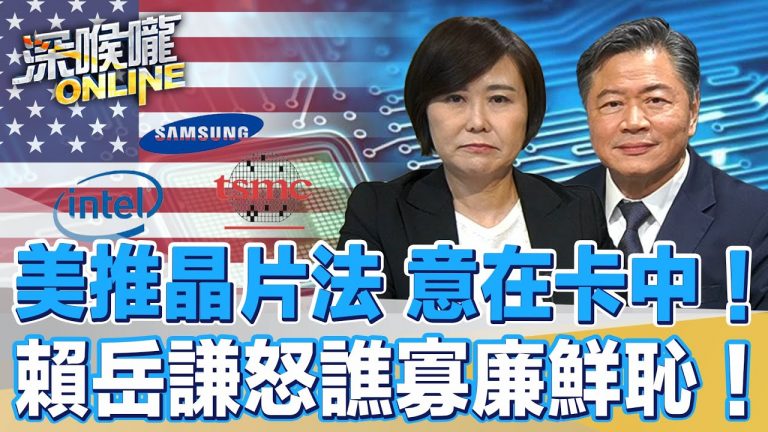 深喉嚨
ONLINE
SAMSUNG
intel
tsmc
美推晶片法 意在卡中！
賴岳謙怒譙寡廉鮮恥！